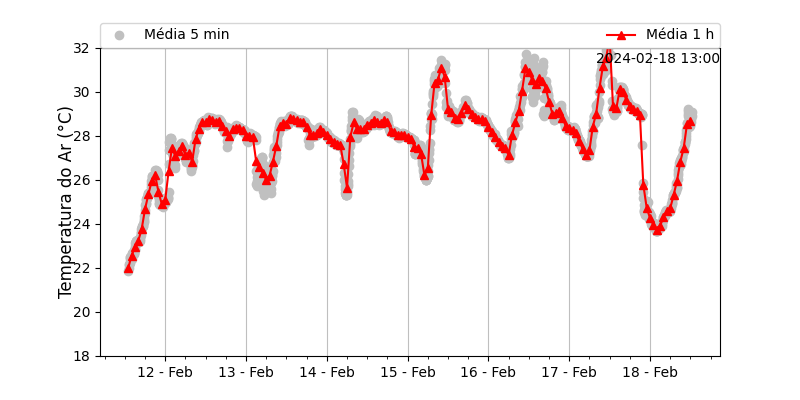 Média 5 min
Média 1 h
2024-02-18 13:00
Temperatura do Ar (°C)
32
30
28
26
24
22
20
18
12 - Feb
13 - Feb
14 - Feb
15 - Feb
16 - Feb
17 - Feb
18 - Feb